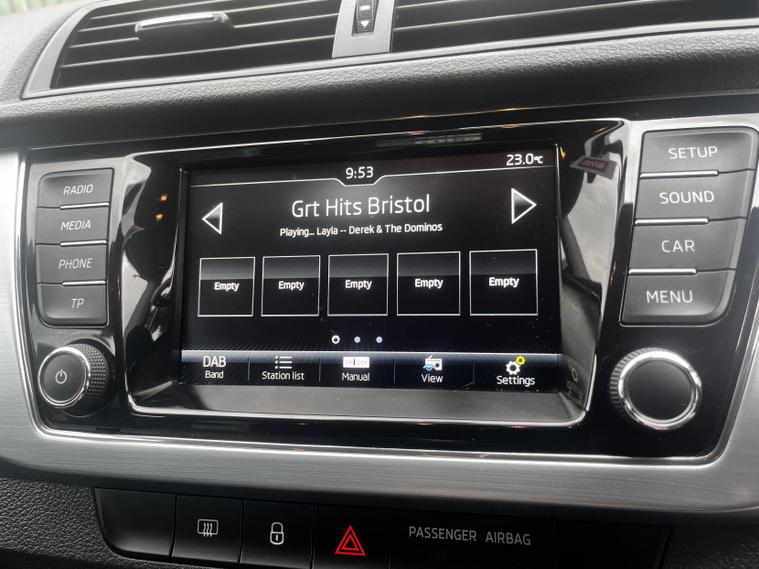 9:53
23.0°C
Grt Hits Bristol
Playing... Layla -- Derek & The Dominos
Empty
Empty
Empty
Empty
Empty
DAB
Band
Station list
Manual
View
Settings
RADIO
MEDIA
PHONE
TP
SETUP
SOUND
CAR
MENU
PASSENGER AIRBAG